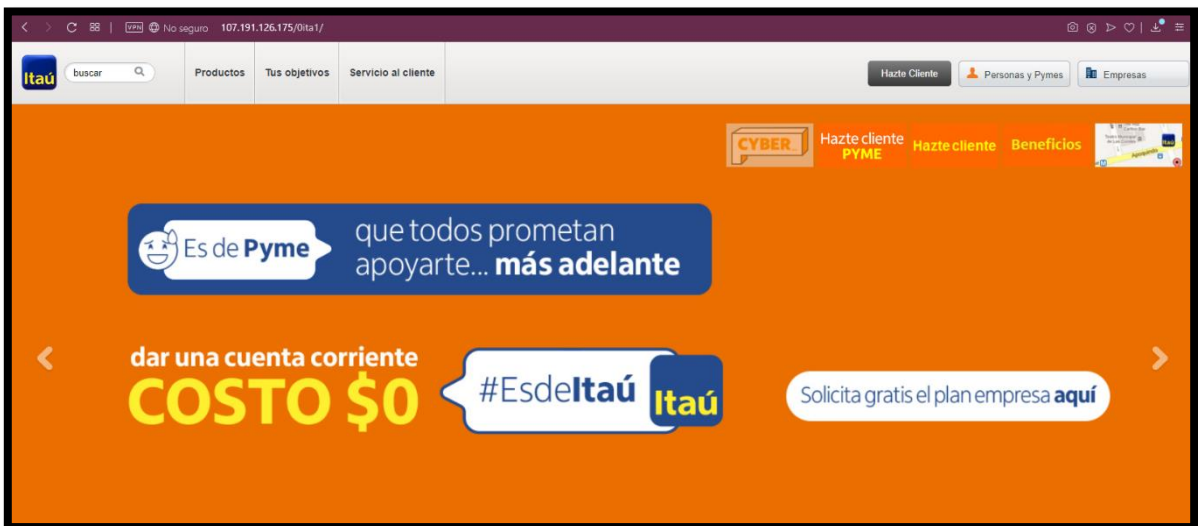 VPN No seguro 107.191.126.175/0ita1/
Itaú buscar Productos Tus objetivos Servicio al cliente Hazte Cliente Personas y Pymes Empresas
CYBER_ Hazte cliente PYME Hazte cliente Beneficios
Es de Pyme
que todos prometan
apoyarte... más adelante
dar una cuenta corriente
COSTO $0
#EsdeItaú Itaú
Solicita gratis el plan empresa aquí